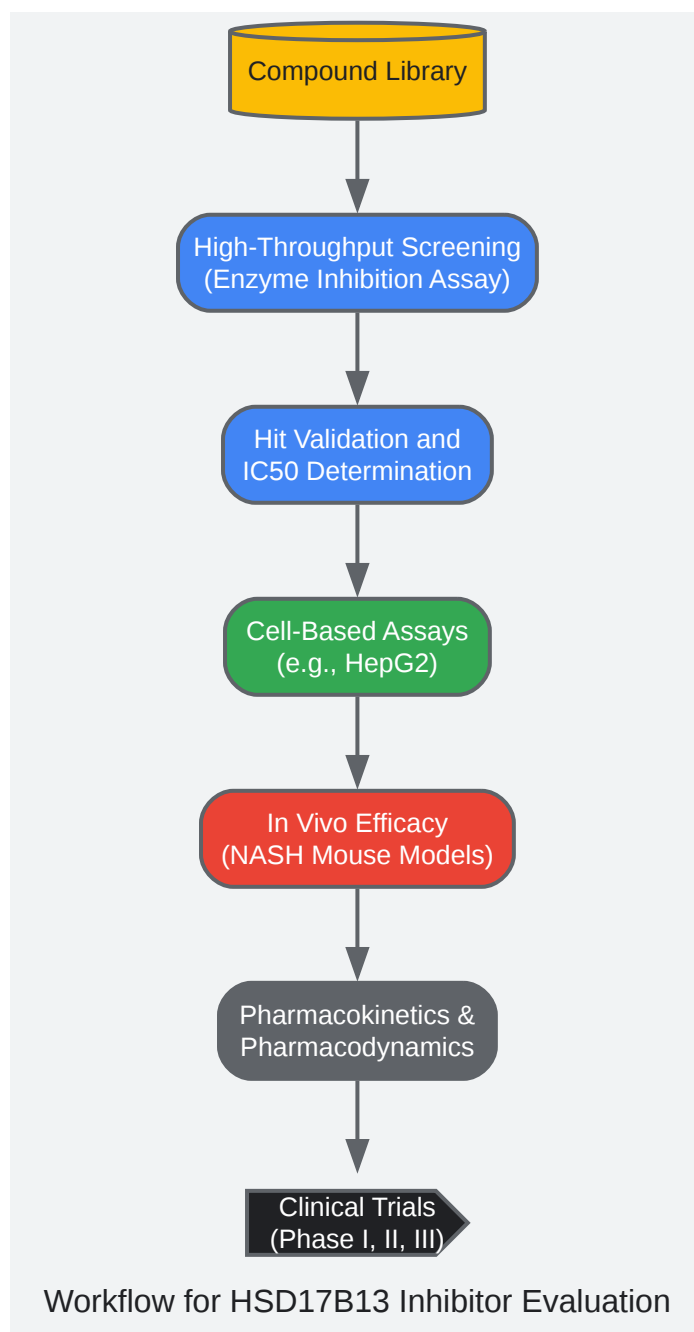 Compound Library
High-Throughput Screening
(Enzyme Inhibition Assay)
Hit Validation and
IC50 Determination
Cell-Based Assays
(e.g., HepG2)
In Vivo Efficacy
(NASH Mouse Models)
Pharmacokinetics &
Pharmacodynamics
Clinical Trials
(Phase I, II, III)
Workflow for HSD17B13 Inhibitor Evaluation